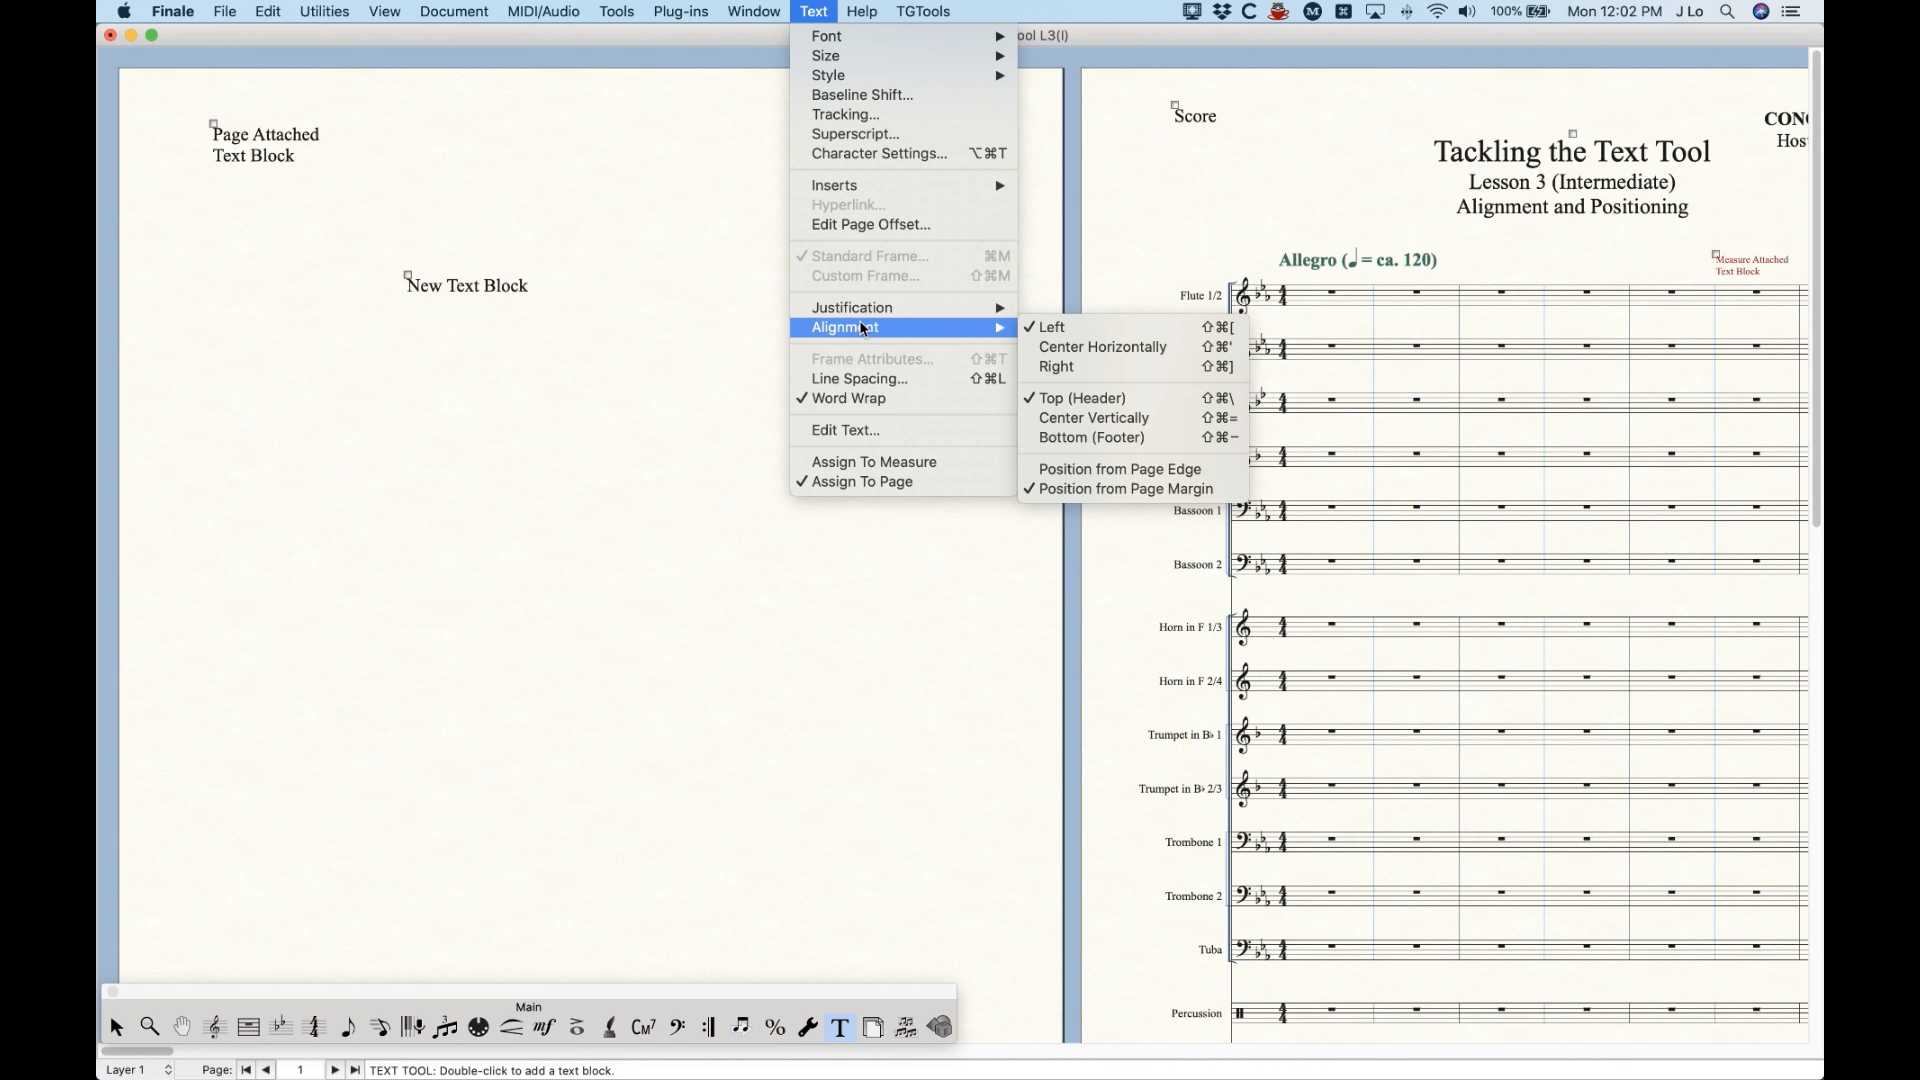 Finale File Edit Utilities View Document MIDI/Audio Tools Plug-ins Window Text Help TGTools 100% Mon 12:02 PM J Lo
ool L3(I)
Font
Size
Style
Baseline Shift...
Tracking...
Superscript...
Character Settings... ⌥⌘T
Inserts
Hyperlink...
Edit Page Offset...
✓ Standard Frame... ⌘M
Custom Frame... ⇧⌘M
Justification
Alignment
Frame Attributes... ⇧⌘T
Line Spacing... ⇧⌘L
✓ Word Wrap
Edit Text...
Assign To Measure
✓ Assign To Page
✓ Left ⇧⌘[
Center Horizontally ⇧⌘'
Right ⇧⌘]
✓ Top (Header) ⇧⌘\
Center Vertically ⇧⌘=
Bottom (Footer) ⇧⌘−
Position from Page Edge
✓ Position from Page Margin
Page Attached
Text Block
New Text Block
Score
CON
Hos
Tackling the Text Tool
Lesson 3 (Intermediate)
Alignment and Positioning
Allegro (♩= ca. 120)
Measure Attached
Text Block
Flute 1/2
Bassoon 1
Bassoon 2
Horn in F 1/3
Horn in F 2/4
Trumpet in B♭ 1
Trumpet in B♭ 2/3
Trombone 1
Trombone 2
Tuba
Percussion
Main
mf CM7 % T
Layer 1 Page: 1 TEXT TOOL: Double-click to add a text block.